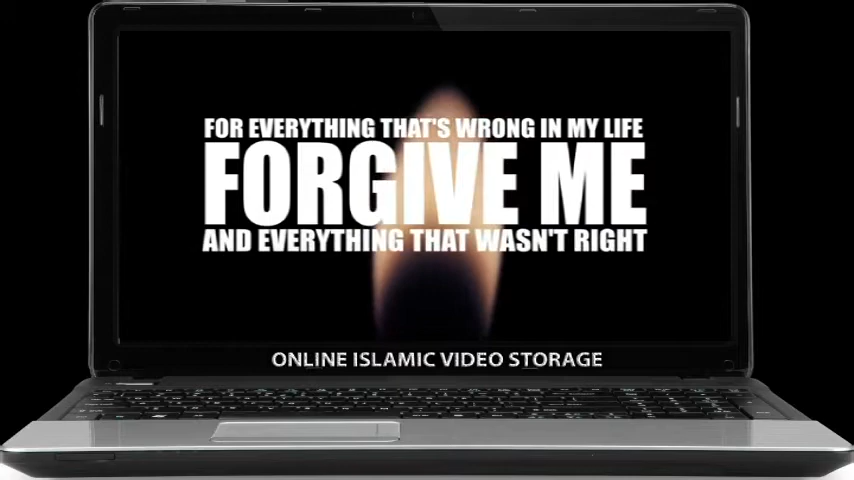 FOR EVERYTHING THAT'S WRONG IN MY LIFE
FORGIVE ME
AND EVERYTHING THAT WASN'T RIGHT
ONLINE ISLAMIC VIDEO STORAGE